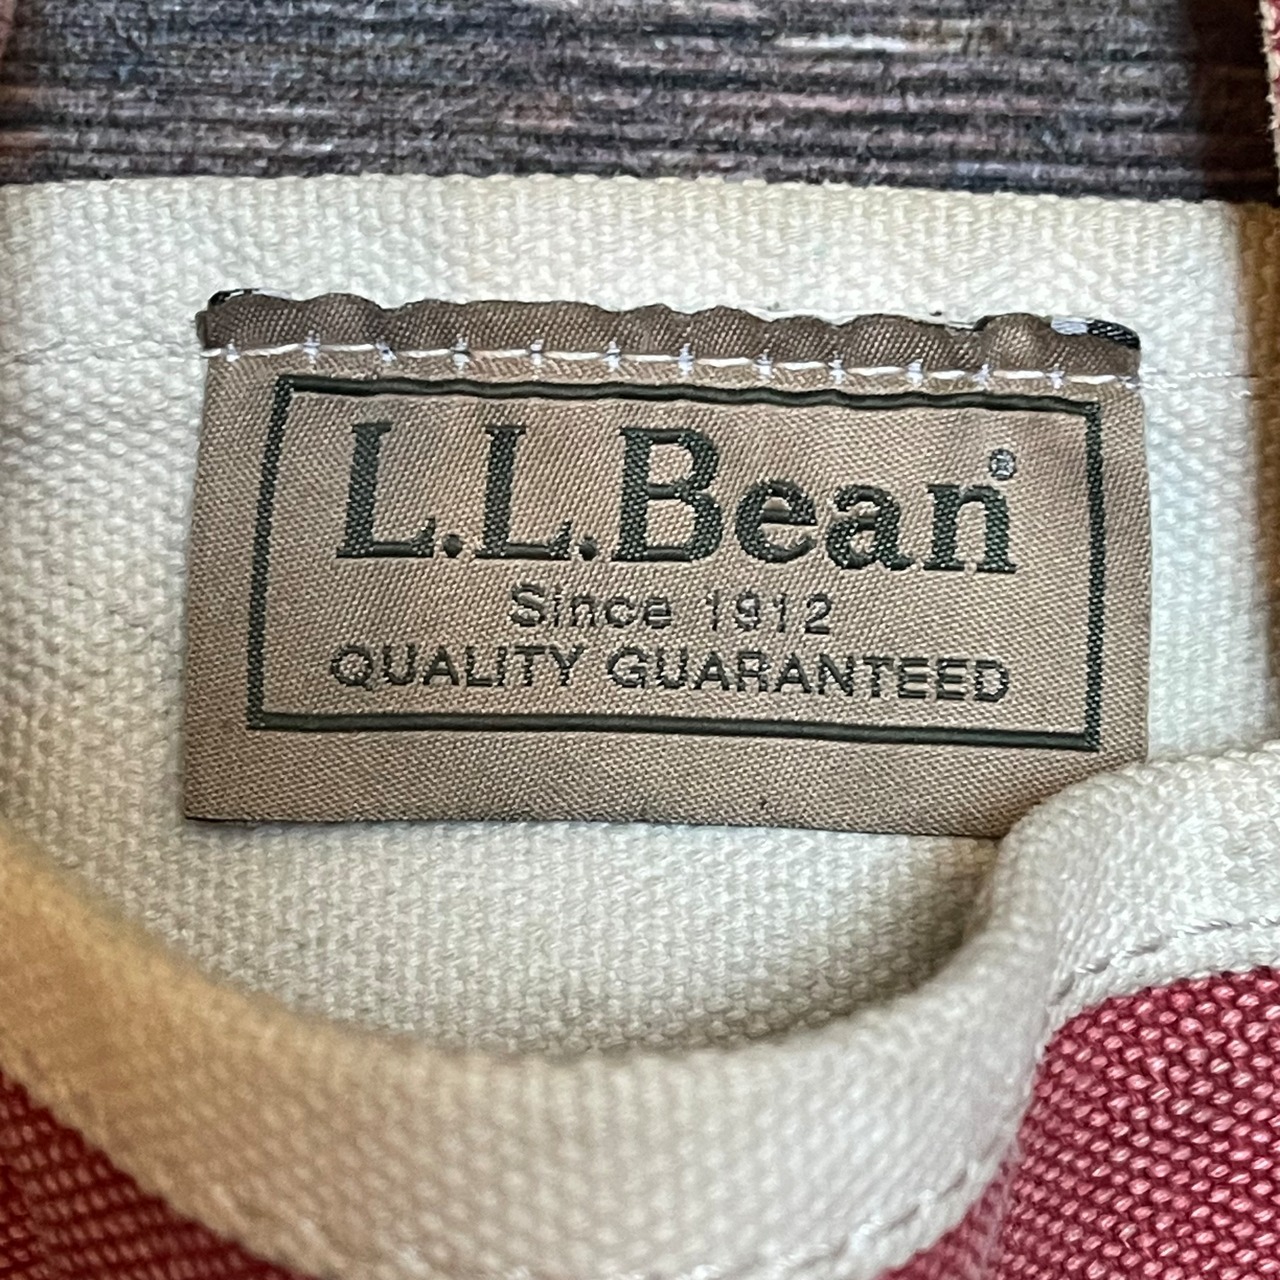 L.L.Bean®
Since 1912
QUALITY GUARANTEED